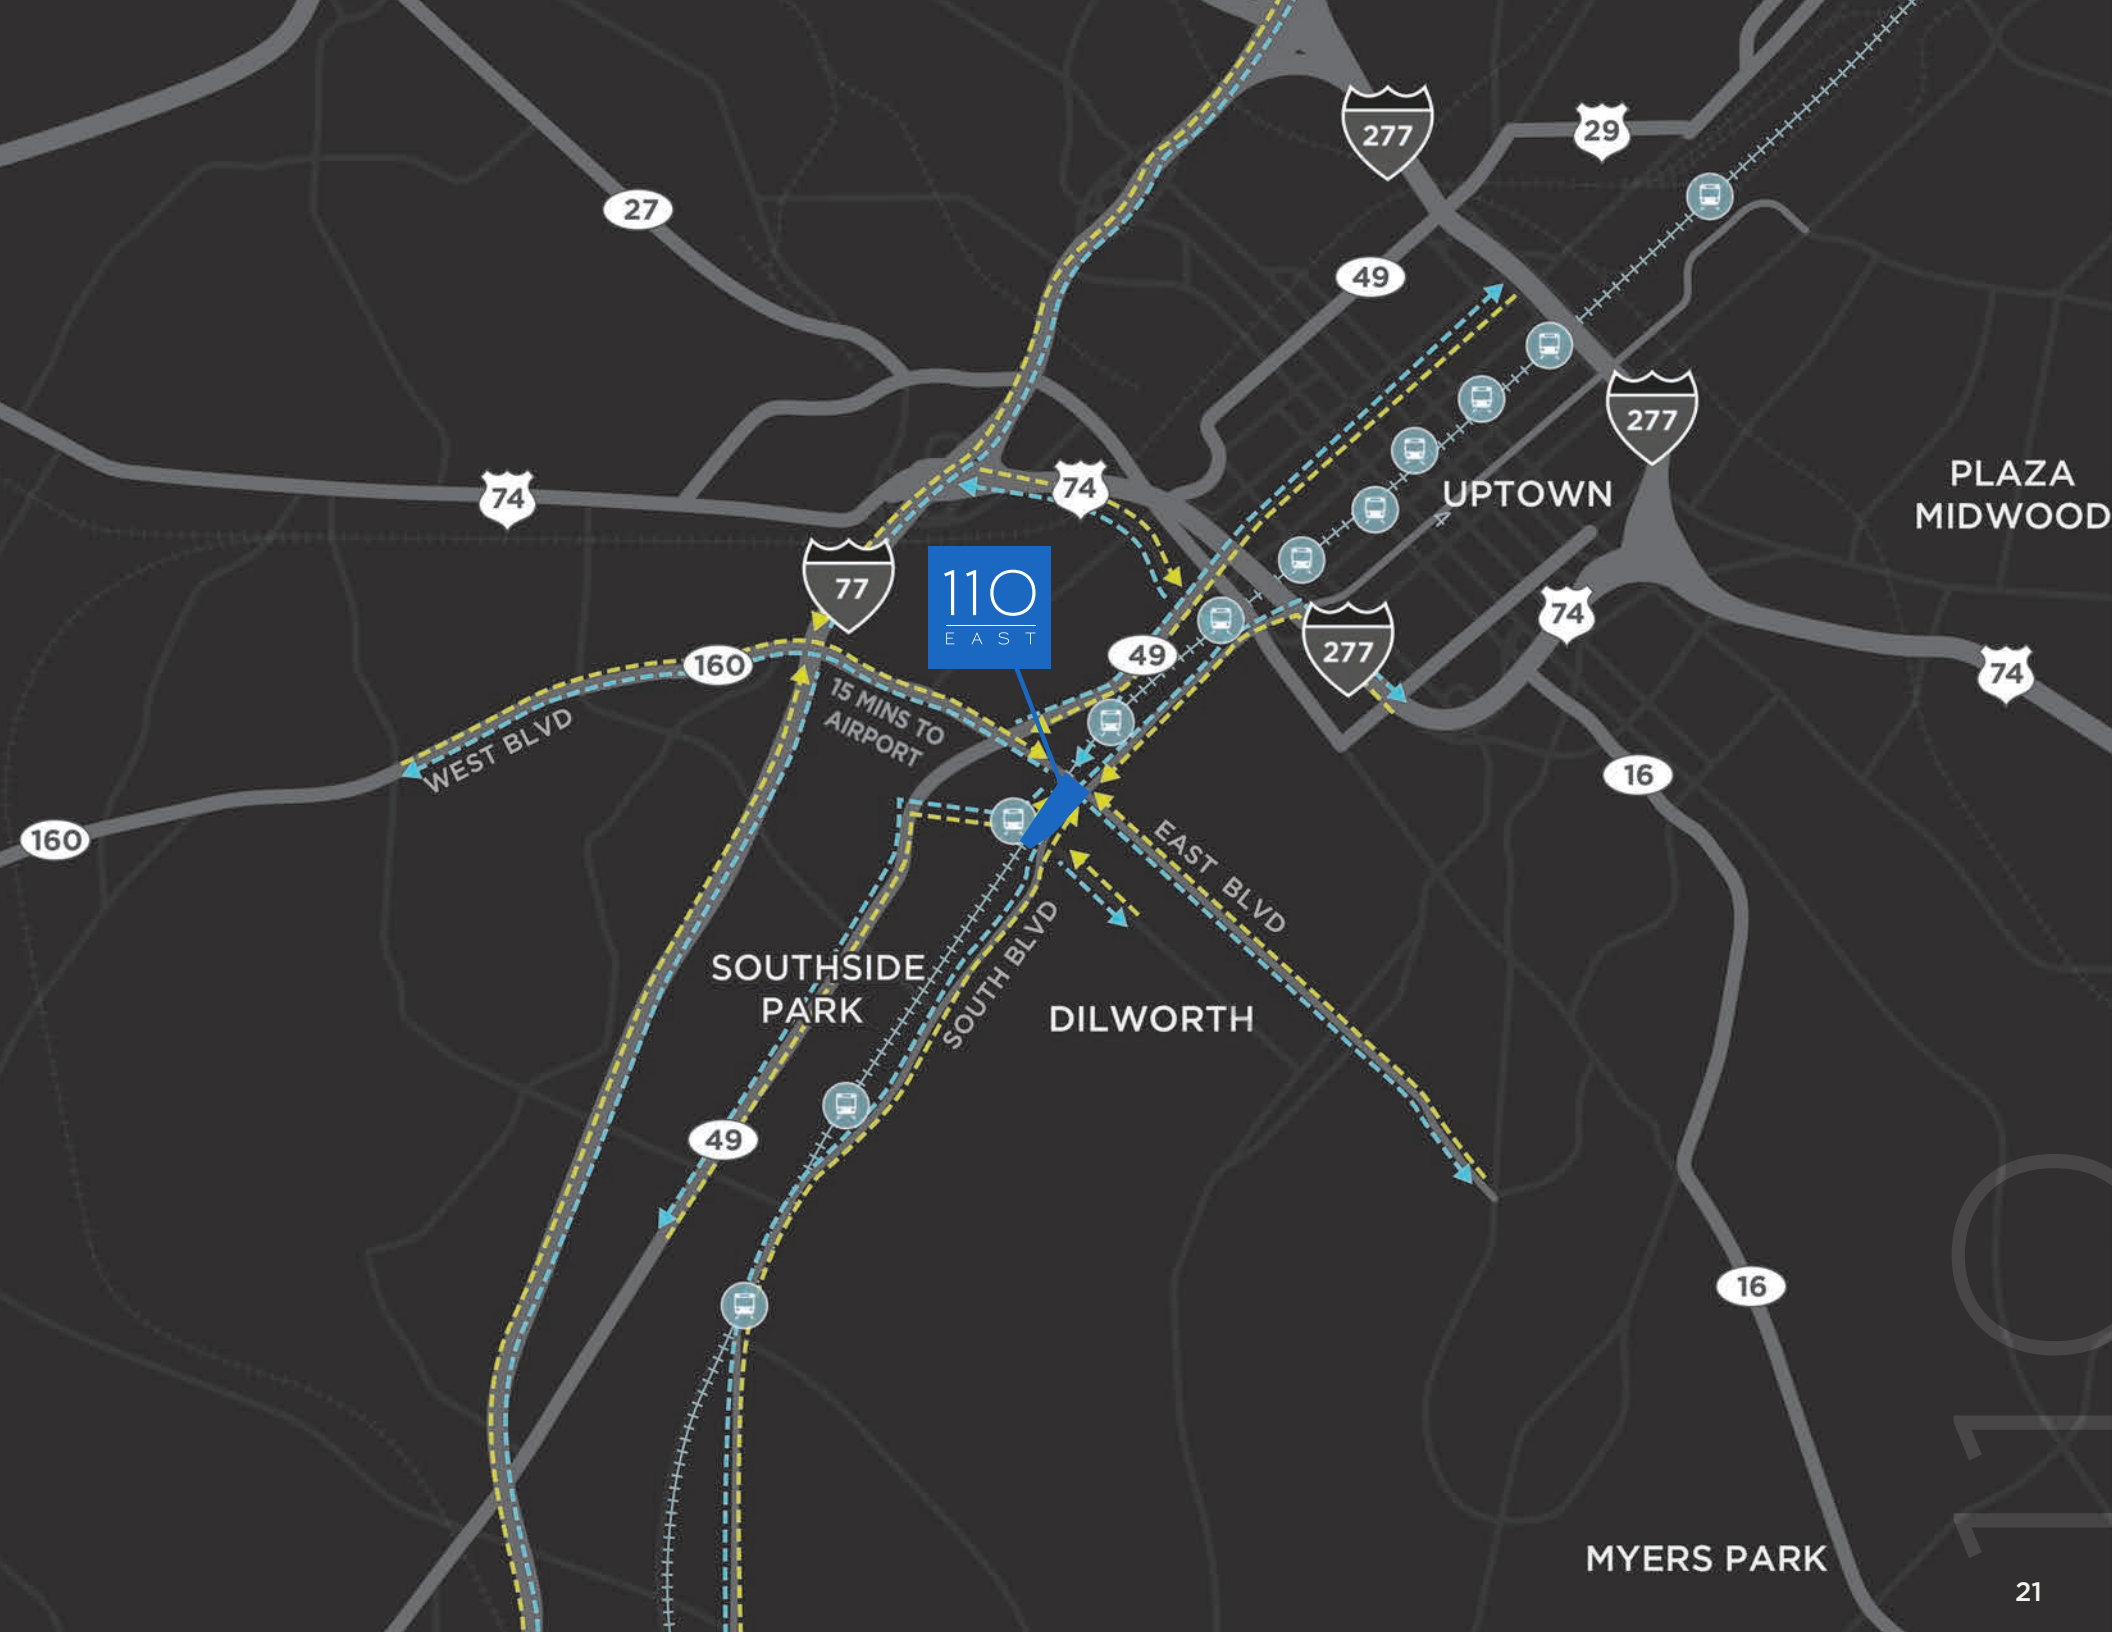 277
29
27
49
277
PLAZA
MIDWOOD
74
74
UPTOWN
77
110
EAST
74
160
49
277
74
15 MINS TO
AIRPORT
WEST BLVD
16
160
EAST BLVD
SOUTHSIDE
PARK
SOUTH BLVD
DILWORTH
49
16
110
MYERS PARK
21